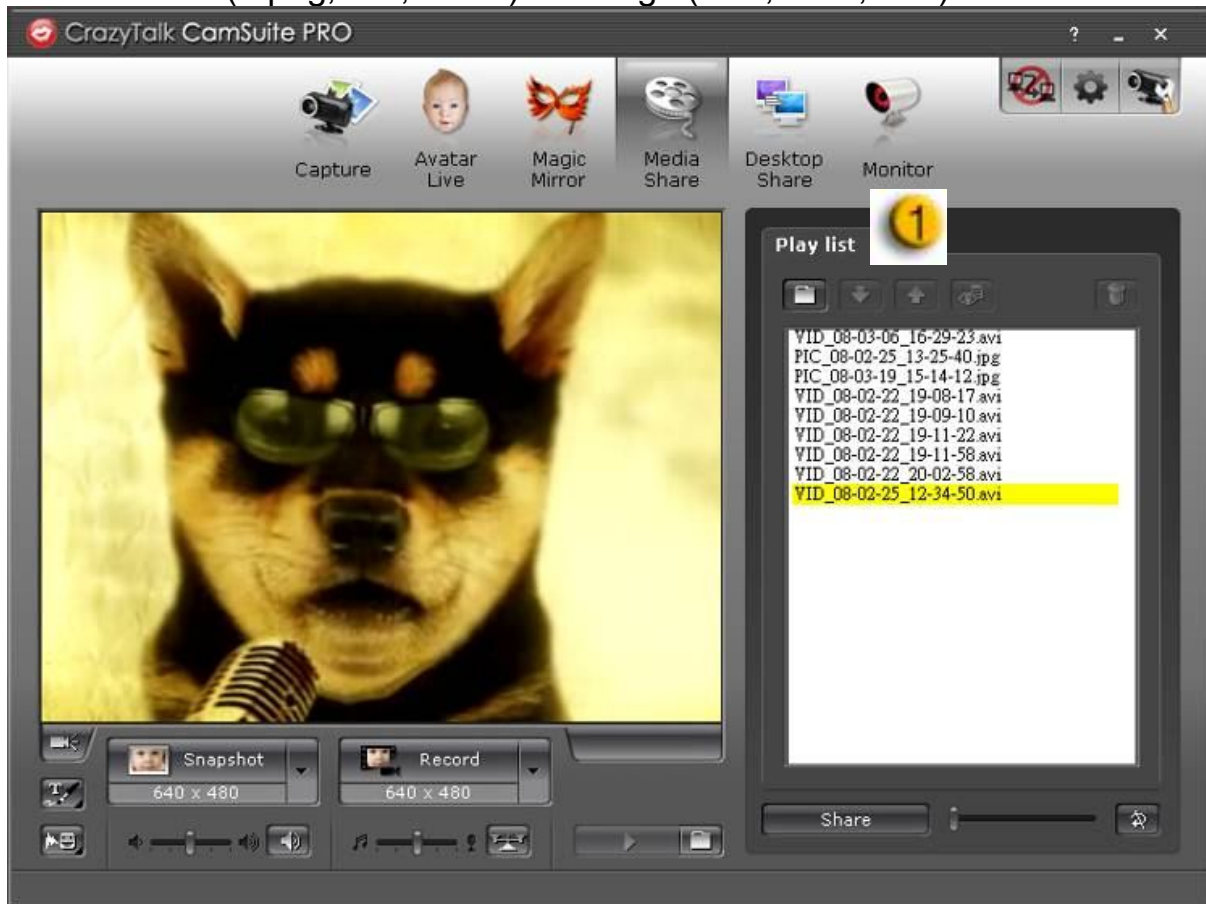 CrazyTalk CamSuite PRO
? _ ×
Capture
Avatar
Live
Magic
Mirror
Media
Share
Desktop
Share
Monitor
1
Play list
VID_08-03-06_16-29-23.avi
PIC_08-02-25_13-25-40.jpg
PIC_08-03-19_15-14-12.jpg
VID_08-02-22_19-08-17.avi
VID_08-02-22_19-09-10.avi
VID_08-02-22_19-11-22.avi
VID_08-02-22_19-11-58.avi
VID_08-02-22_20-02-58.avi
VID_08-02-25_12-34-50.avi
Snapshot
640 x 480
Record
640 x 480
Share